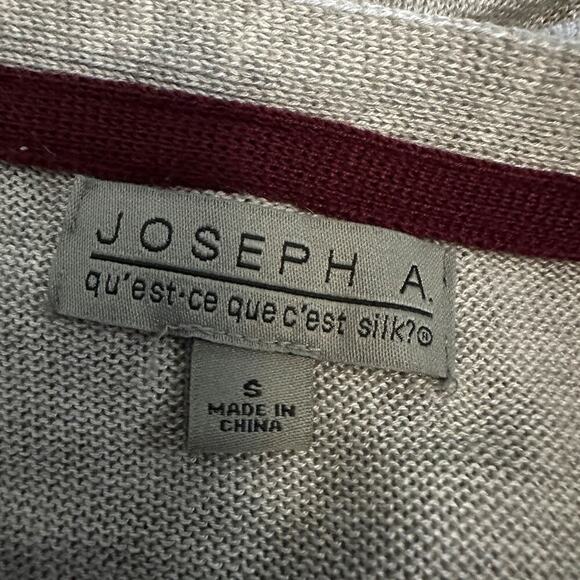 JOSEPH A.
qu'est-ce que c'est silk?®
S
MADE IN
CHINA